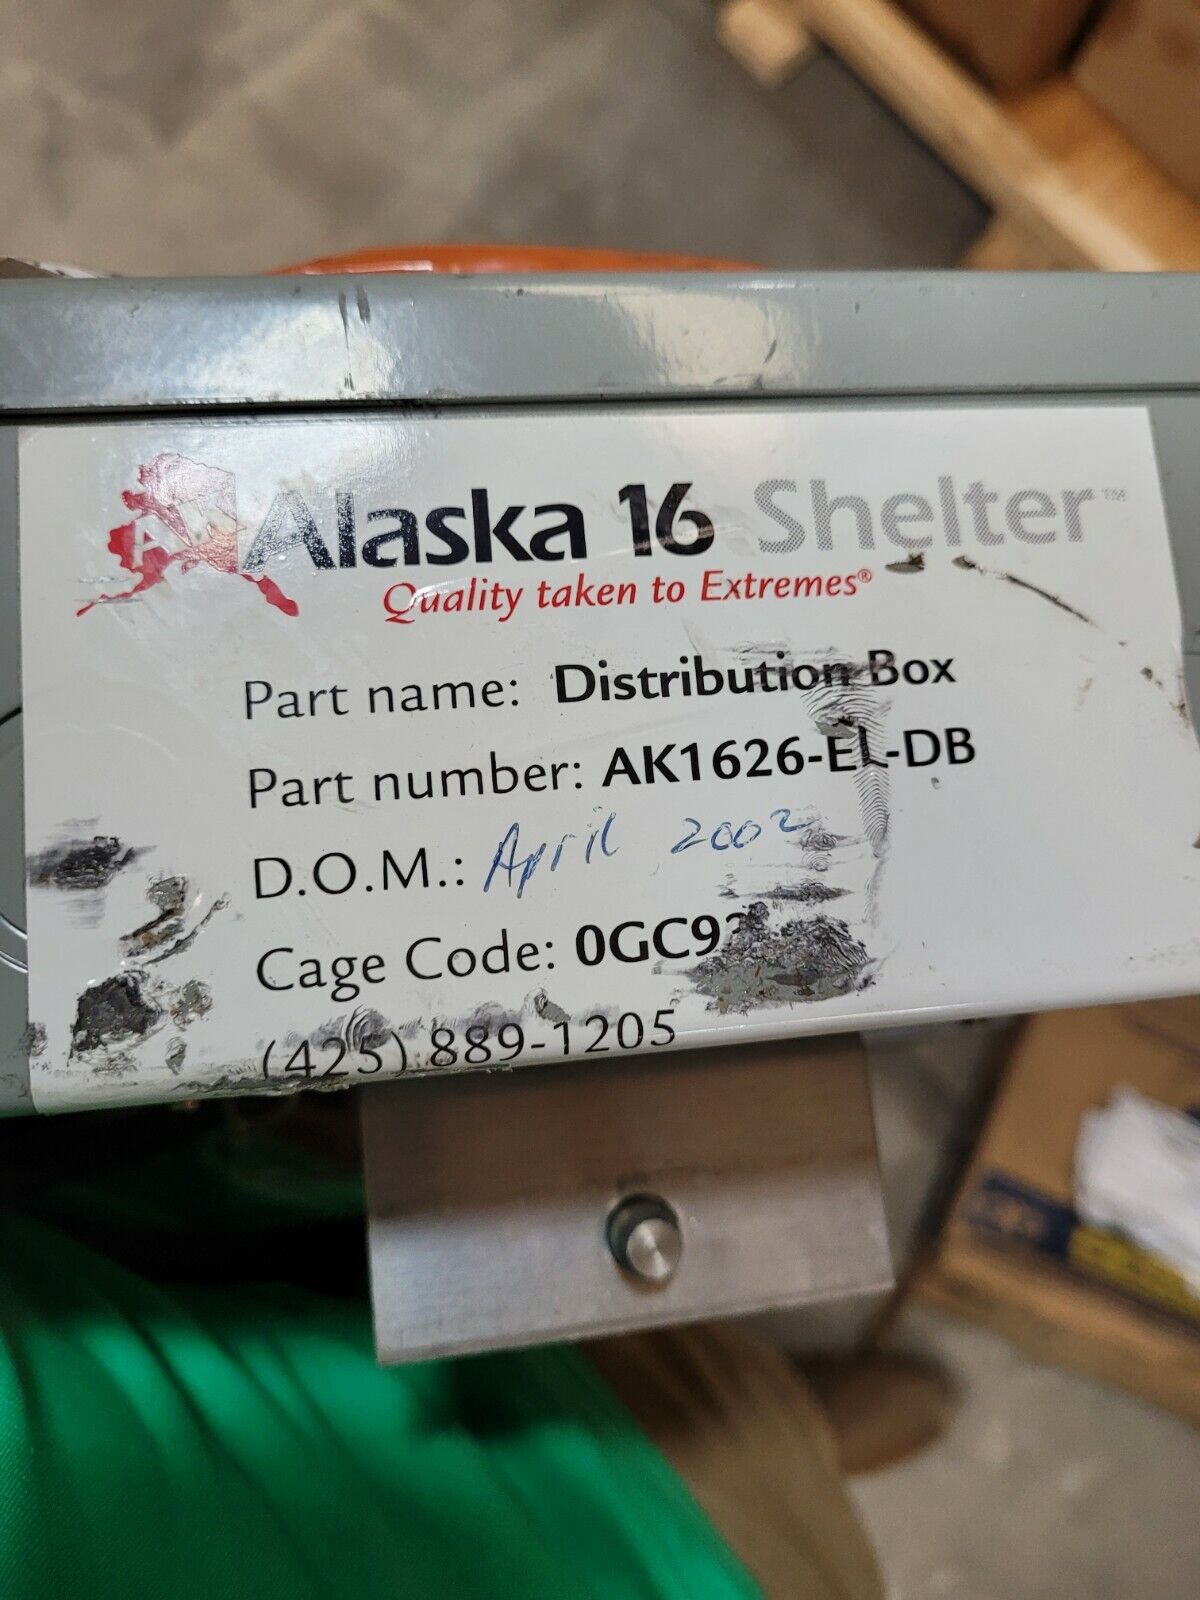 Alaska 16 Shelter™
Quality taken to Extremes®
Part name: Distribution Box
Part number: AK1626-EL-DB
D.O.M.: April 2002
Cage Code:
(425) 889-1205